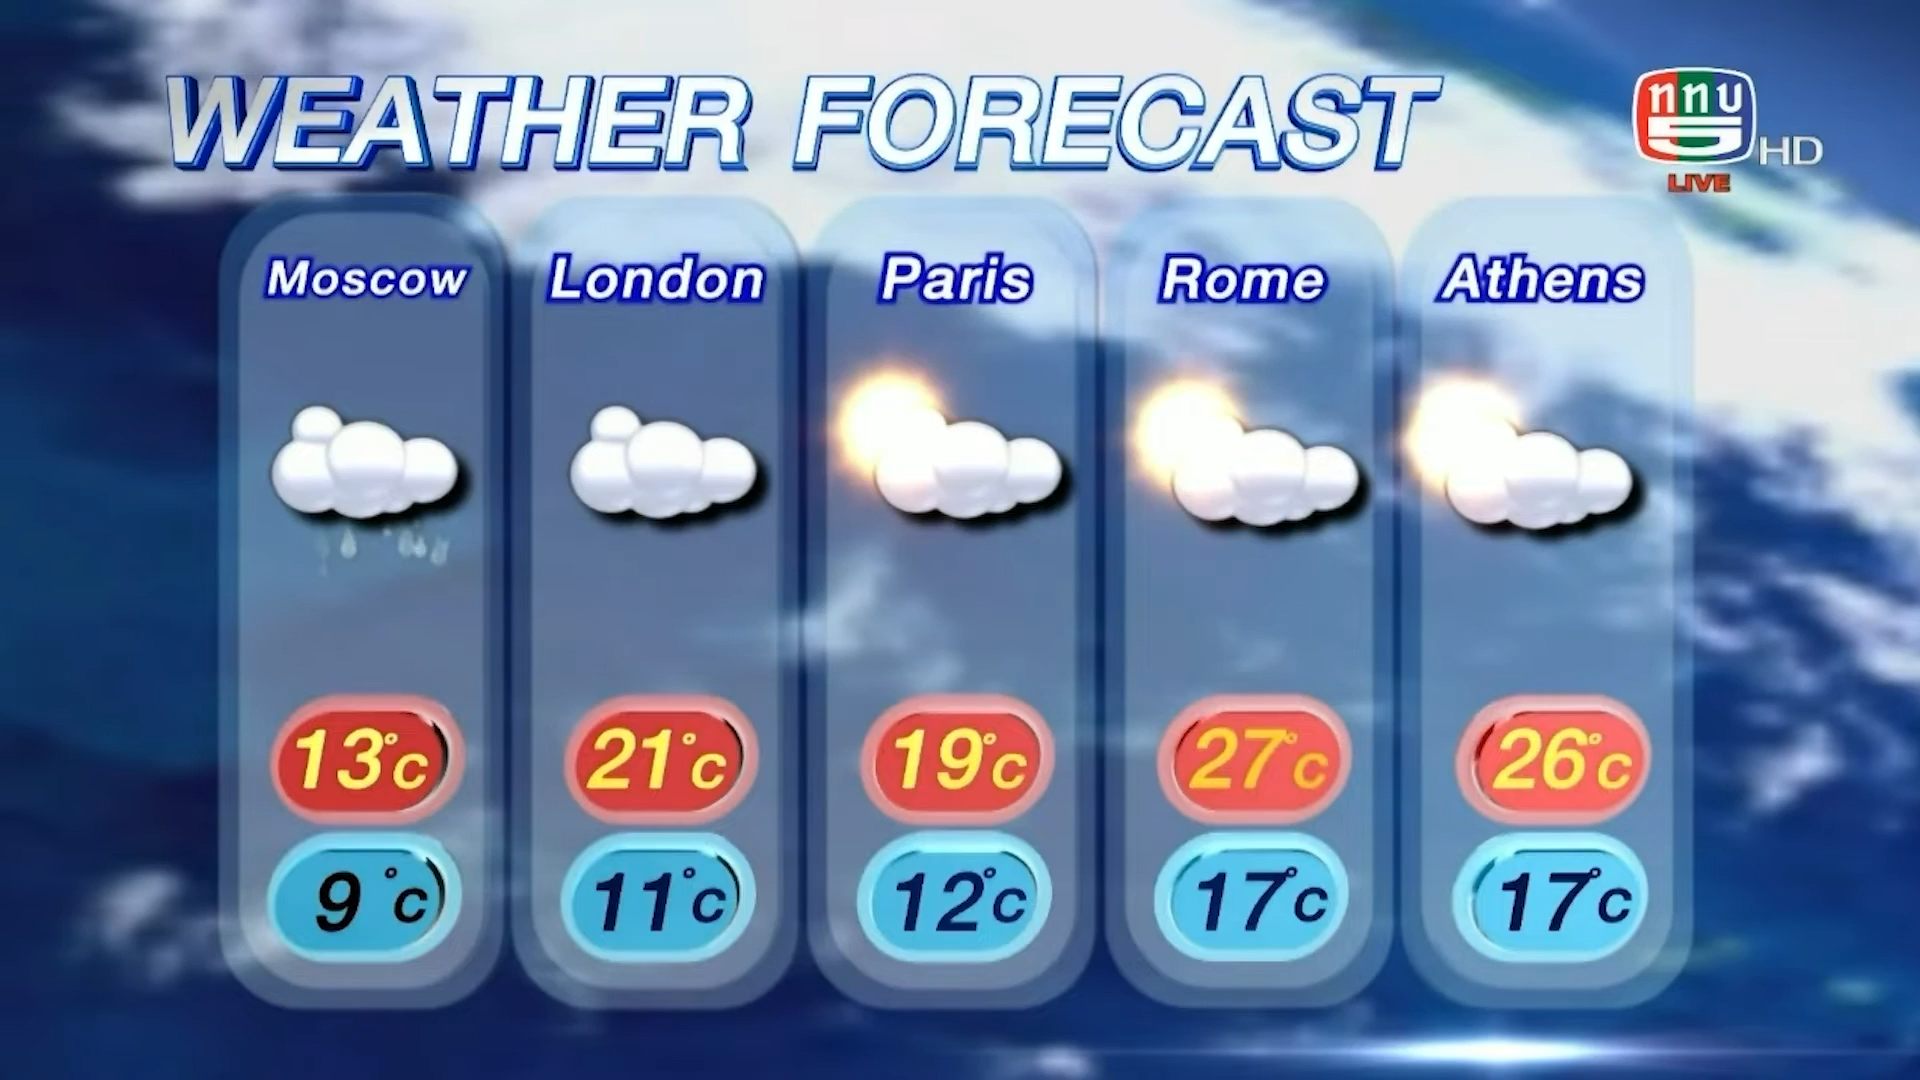 WEATHER FORECAST
ททบ
5 HD
LIVE
Moscow London Paris Rome Athens
13°C 21°C 19°C 27°C 26°C
9°C 11°C 12°C 17°C 17°C